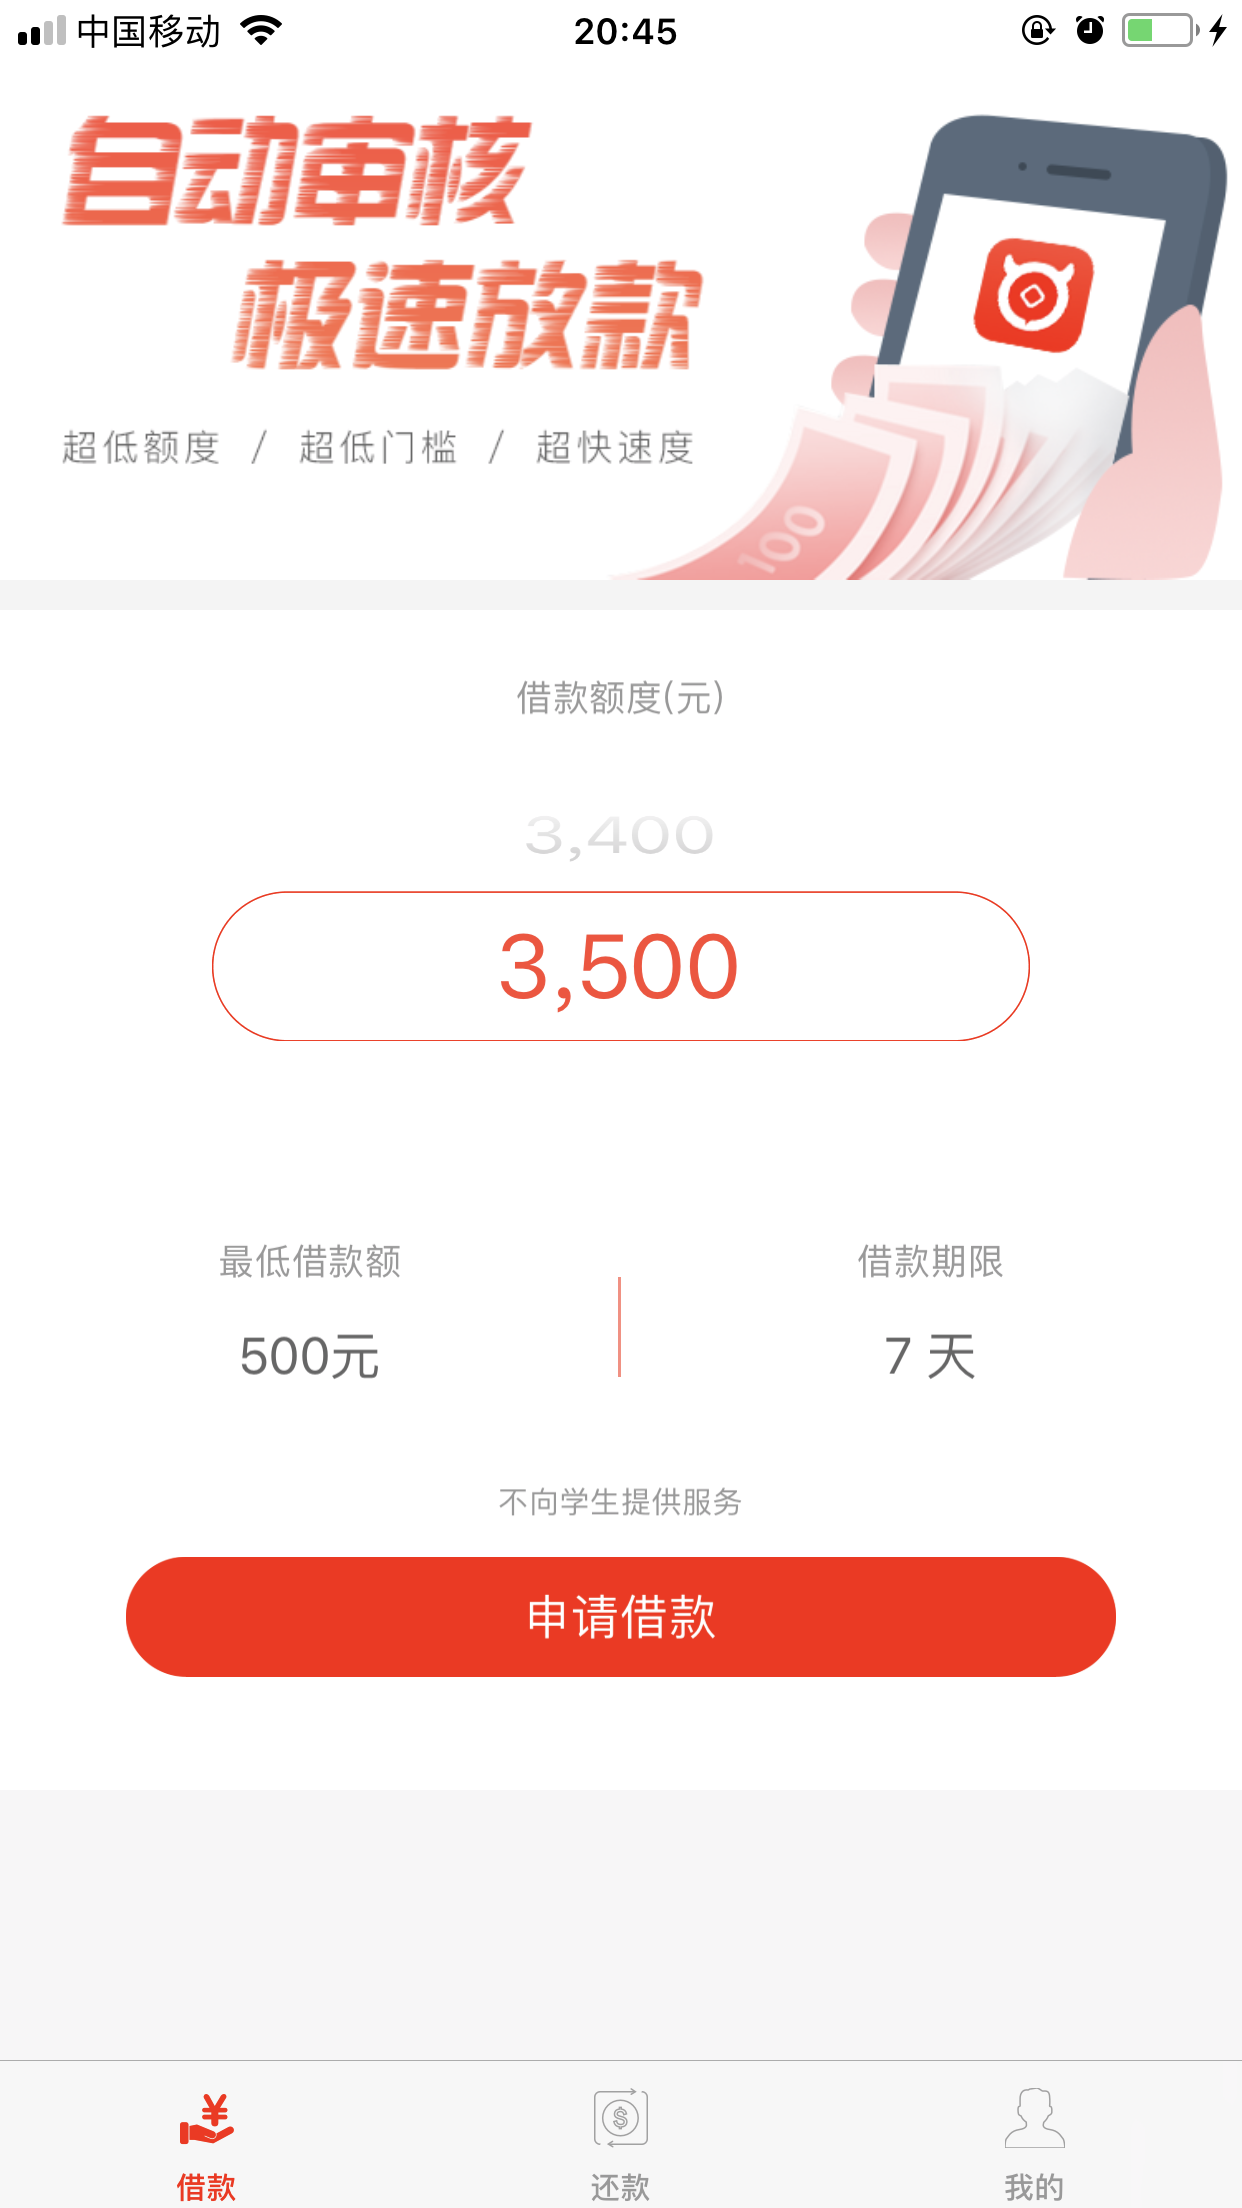 中国移动 20:45
自动审核
极速放款
超低额度 / 超低门槛 / 超快速度
100
借款额度(元)
3,400
3,500
最低借款额 借款期限
500元 7 天
不向学生提供服务
申请借款
借款 还款 我的